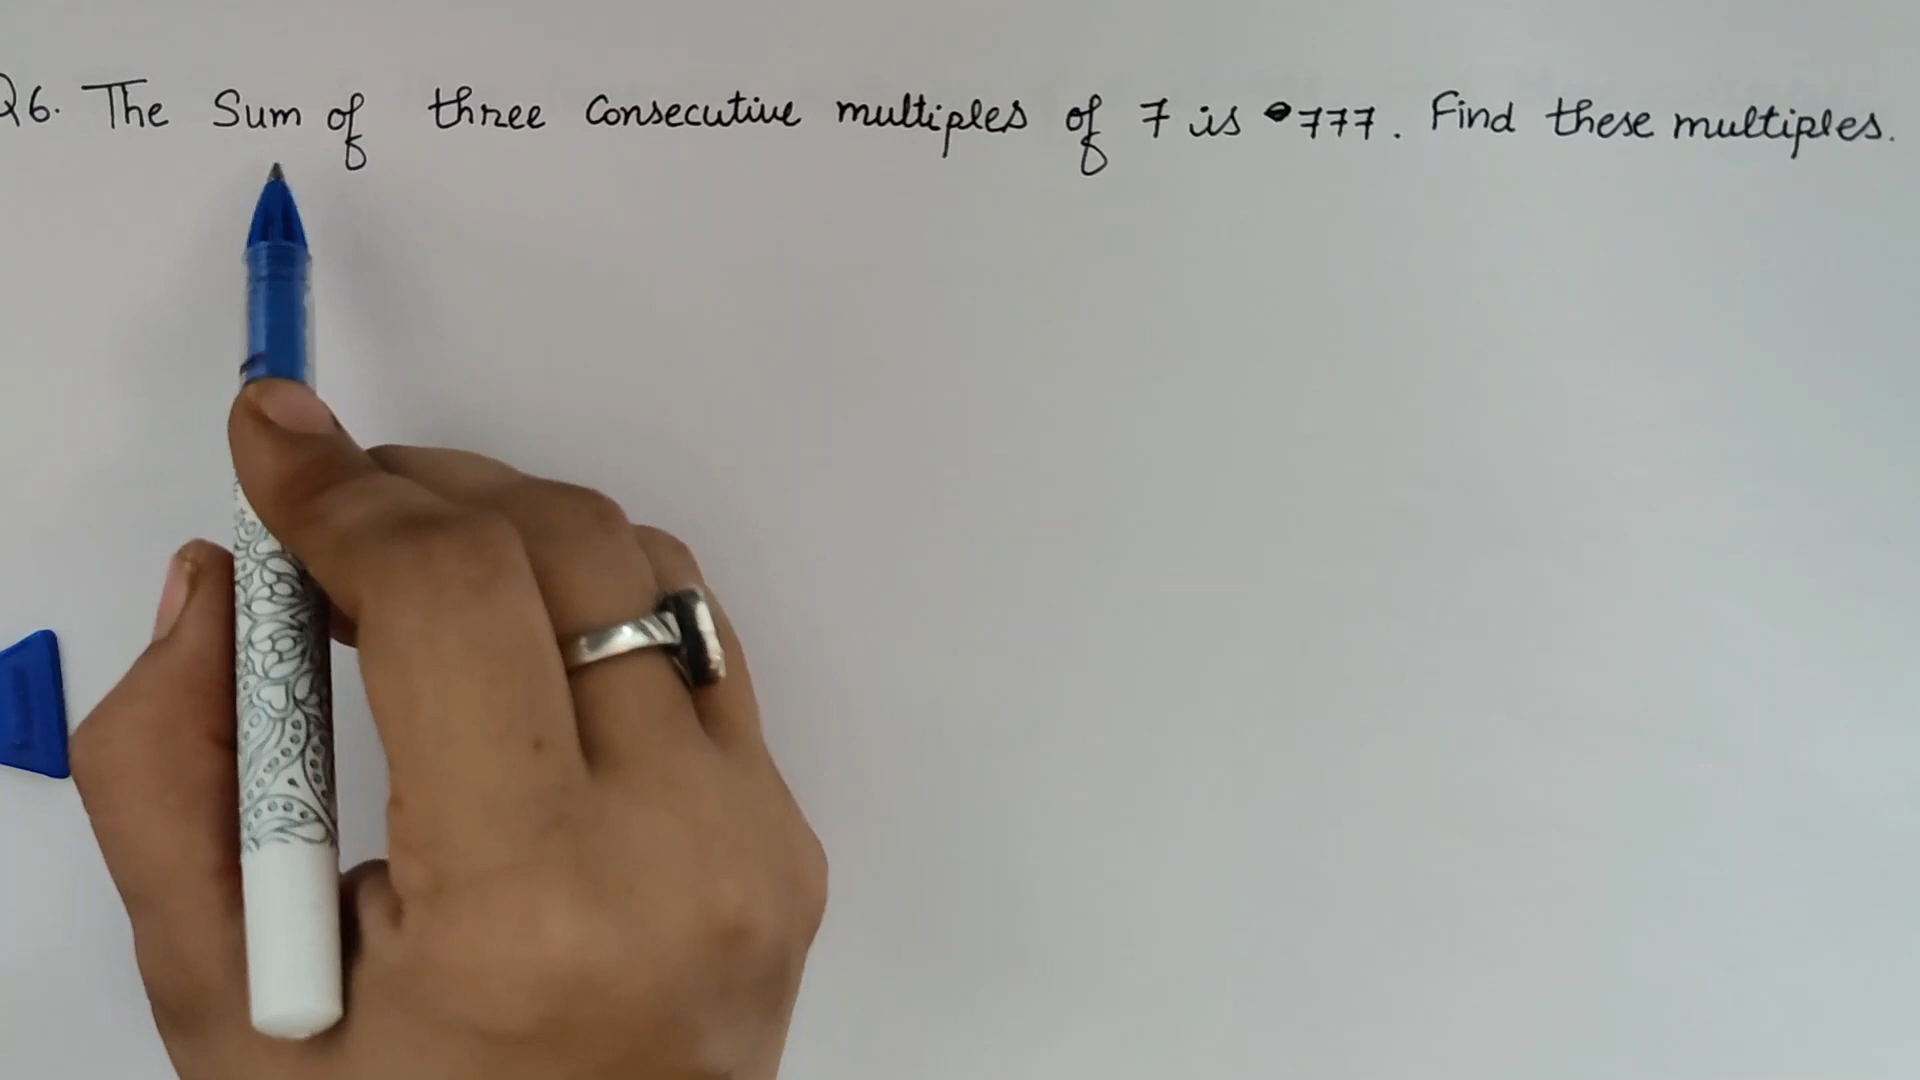 Q6. The Sum of three Consecutive multiples of 7 is 777. Find these multiples.